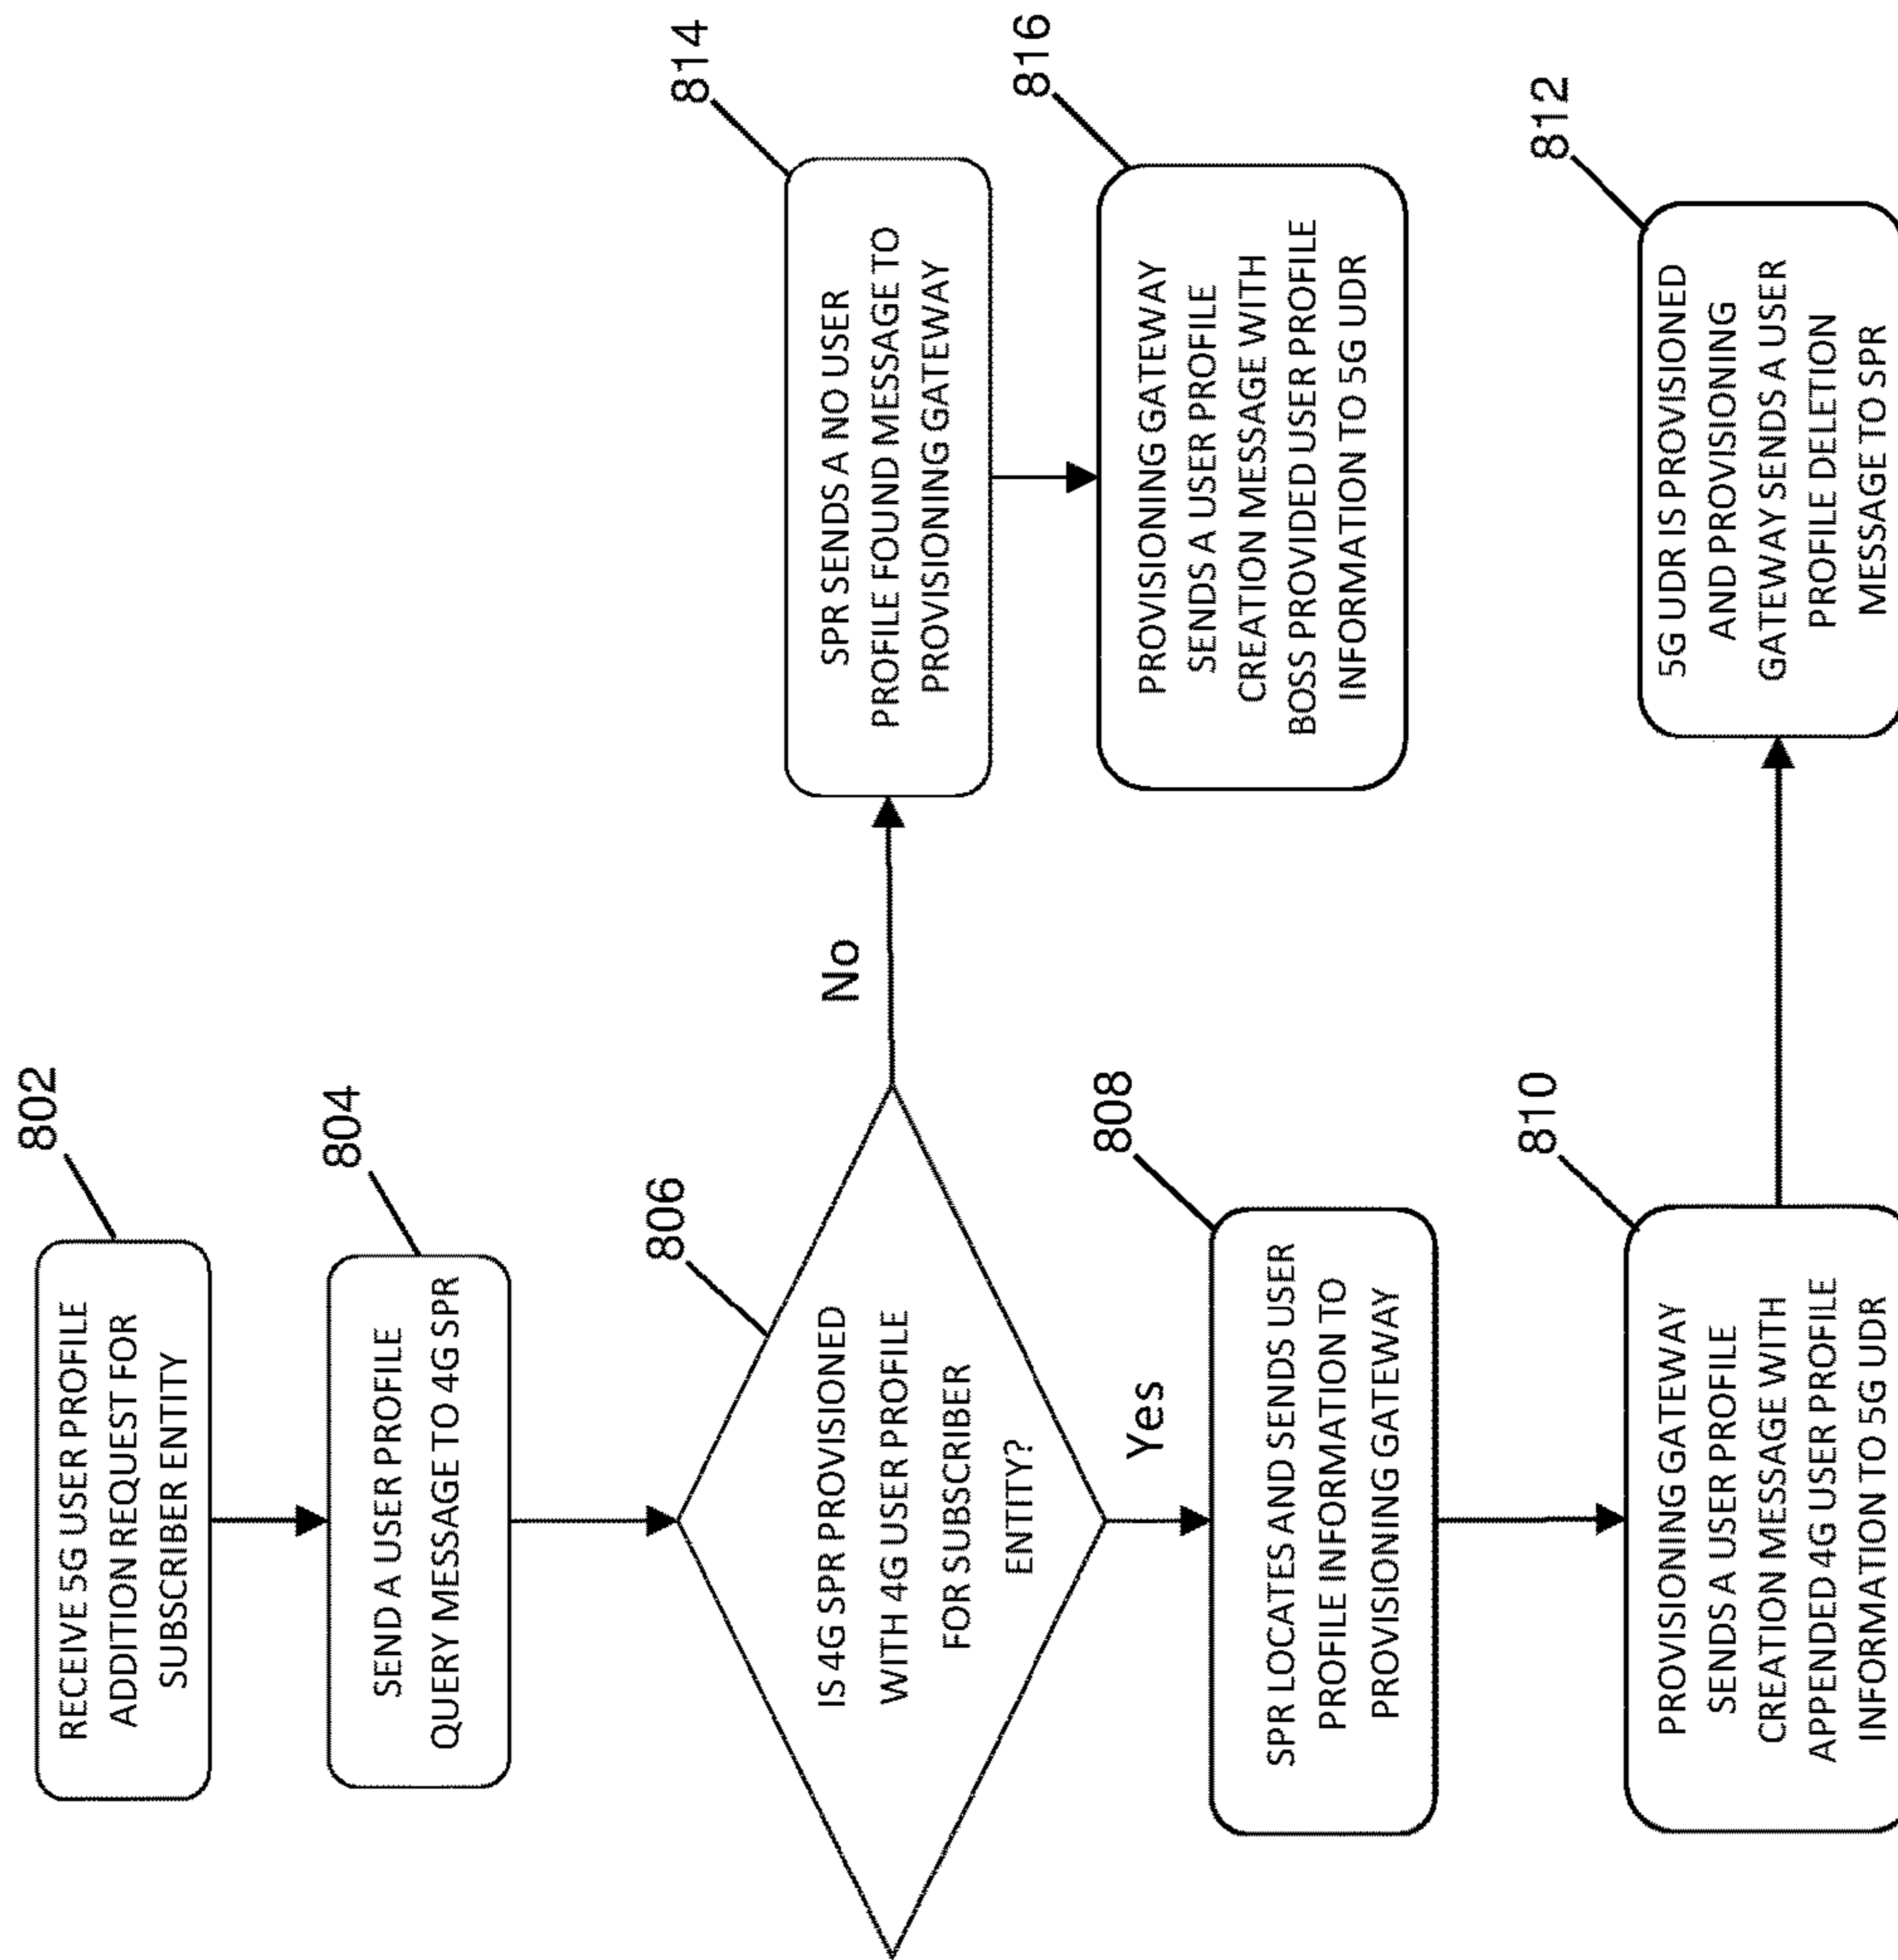 802
RECEIVE 5G USER PROFILE
ADDITION REQUEST FOR
SUBSCRIBER ENTITY
804
SEND A USER PROFILE
QUERY MESSAGE TO 4G SPR
806
IS 4G SPR PROVISIONED
WITH 4G USER PROFILE
FOR SUBSCRIBER
ENTITY?
No
814
SPR SENDS A NO USER
PROFILE FOUND MESSAGE TO
PROVISIONING GATEWAY
816
PROVISIONING GATEWAY
SENDS A USER PROFILE
CREATION MESSAGE WITH
BOSS PROVIDED USER PROFILE
INFORMATION TO 5G UDR
Yes
808
SPR LOCATES AND SENDS USER
PROFILE INFORMATION TO
PROVISIONING GATEWAY
810
PROVISIONING GATEWAY
SENDS A USER PROFILE
CREATION MESSAGE WITH
APPENDED 4G USER PROFILE
INFORMATION TO 5G UDR
812
5G UDR IS PROVISIONED
AND PROVISIONING
GATEWAY SENDS A USER
PROFILE DELETION
MESSAGE TO SPR